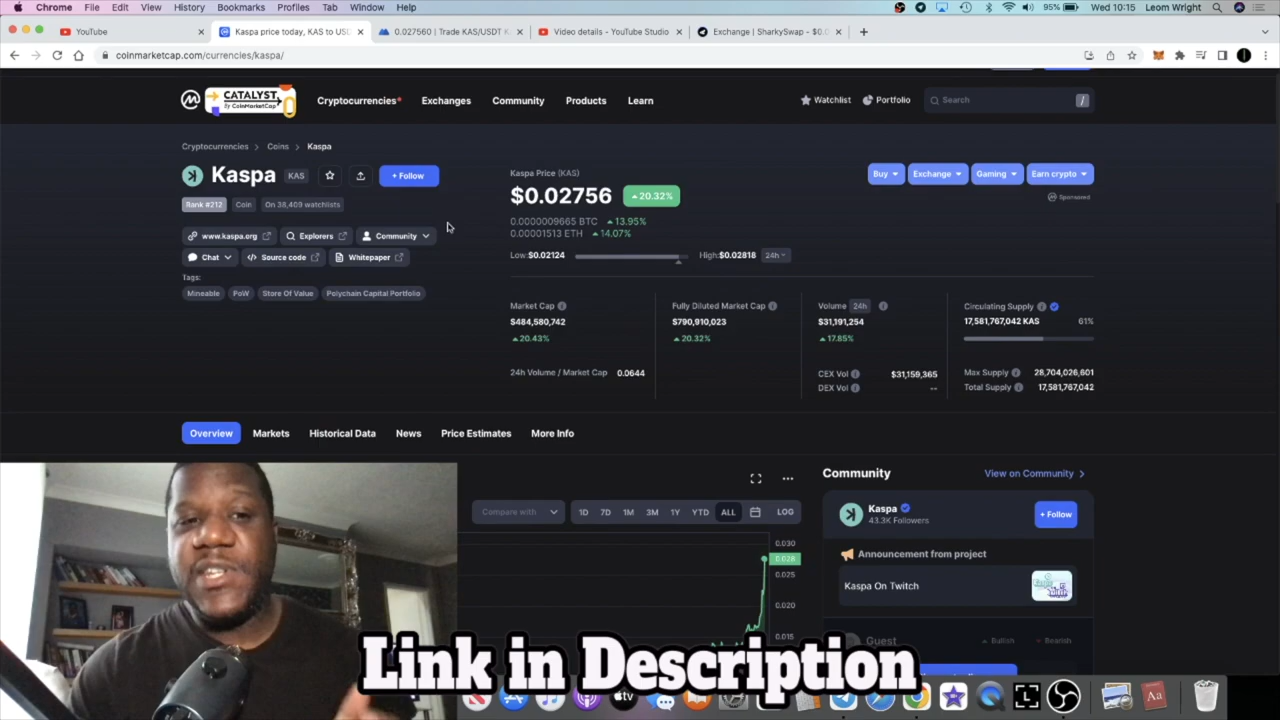 Chrome File Edit View History Bookmarks Profiles Tab Window Help 95% Wed 10:15 Leom Wright
YouTube Kaspa price today, KAS to US 0.027560 | Trade KAS/USDT Video details - YouTube Studio Exchange | SharkySwap - $0.
coinmarketcap.com/currencies/kaspa/
CATALYST Cryptocurrencies Exchanges Community Products Learn Watchlist Portfolio Search /
By CoinMarketCap
Cryptocurrencies > Coins > Kaspa
Kaspa KAS + Follow
Rank #212 Coin On 38,409 watchlists
www.kaspa.org Explorers Community
Chat Source code Whitepaper
Tags:
Mineable PoW Store Of Value Polychain Capital Portfolio
Kaspa Price (KAS)
$0.02756 20.32%
0.0000009665 BTC 13.95%
0.00001513 ETH 14.07%
Low: $0.02124 High: $0.02818 24h
Buy Exchange Gaming Earn crypto
Sponsored
Market Cap
$484,580,742
20.43%
24h Volume / Market Cap 0.0644
Fully Diluted Market Cap
$790,910,023
20.32%
Volume 24h
$31,191,254
17.85%
CEX Vol $31,159,365
DEX Vol --
Circulating Supply
17,581,767,042 KAS 61%
Max Supply 28,704,026,601
Total Supply 17,581,767,042
Overview Markets Historical Data News Price Estimates More Info
Compare with 1D 7D 1M 3M 1Y YTD ALL LOG
0.030
0.028
0.025
0.020
0.015
Community View on Community >
Kaspa
43.3K Followers
+ Follow
Announcement from project
Kaspa On Twitch
Guest Bullish Bearish
Link in Description
tv
L
Aa